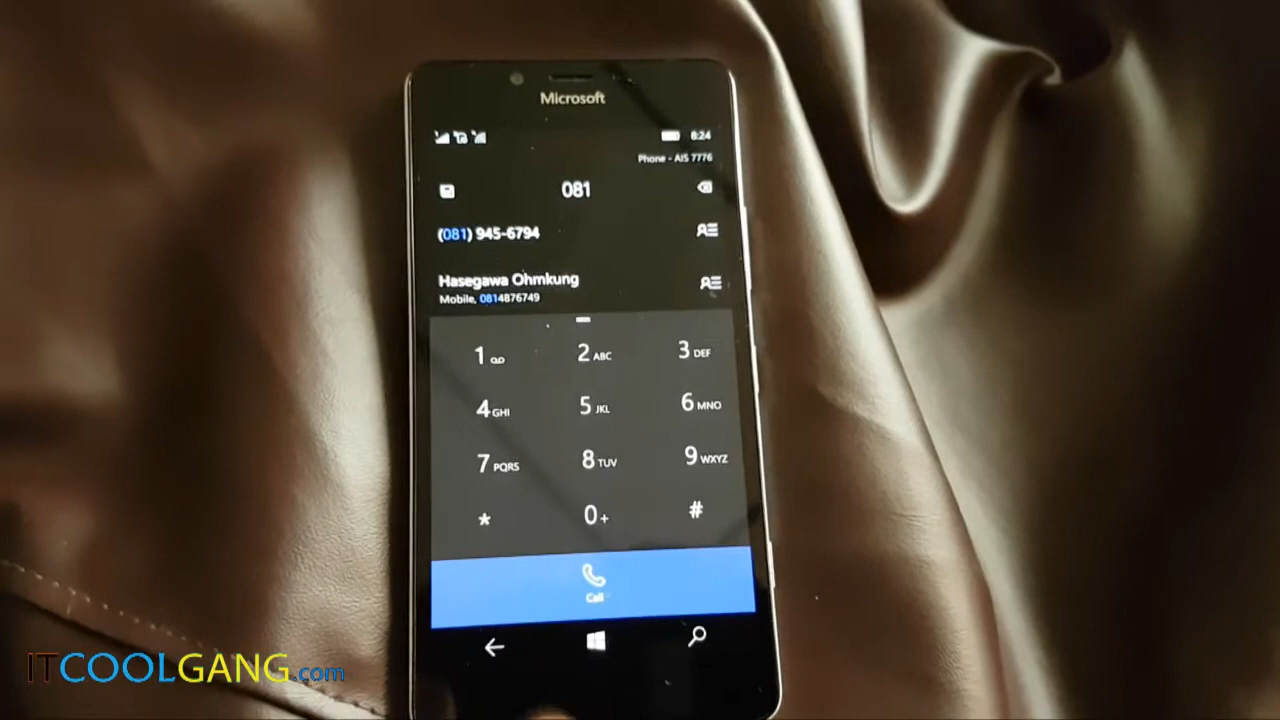 Microsoft
8:24
Phone - AIS 7776
081
(081) 945-6794
Hasegawa Ohmkung
Mobile, 0814876749
1
2 ABC
3 DEF
4 GHI
5 JKL
6 MNO
7 PQRS
8 TUV
9 WXYZ
*
0 +
#
Call
ITCOOLGANG.com